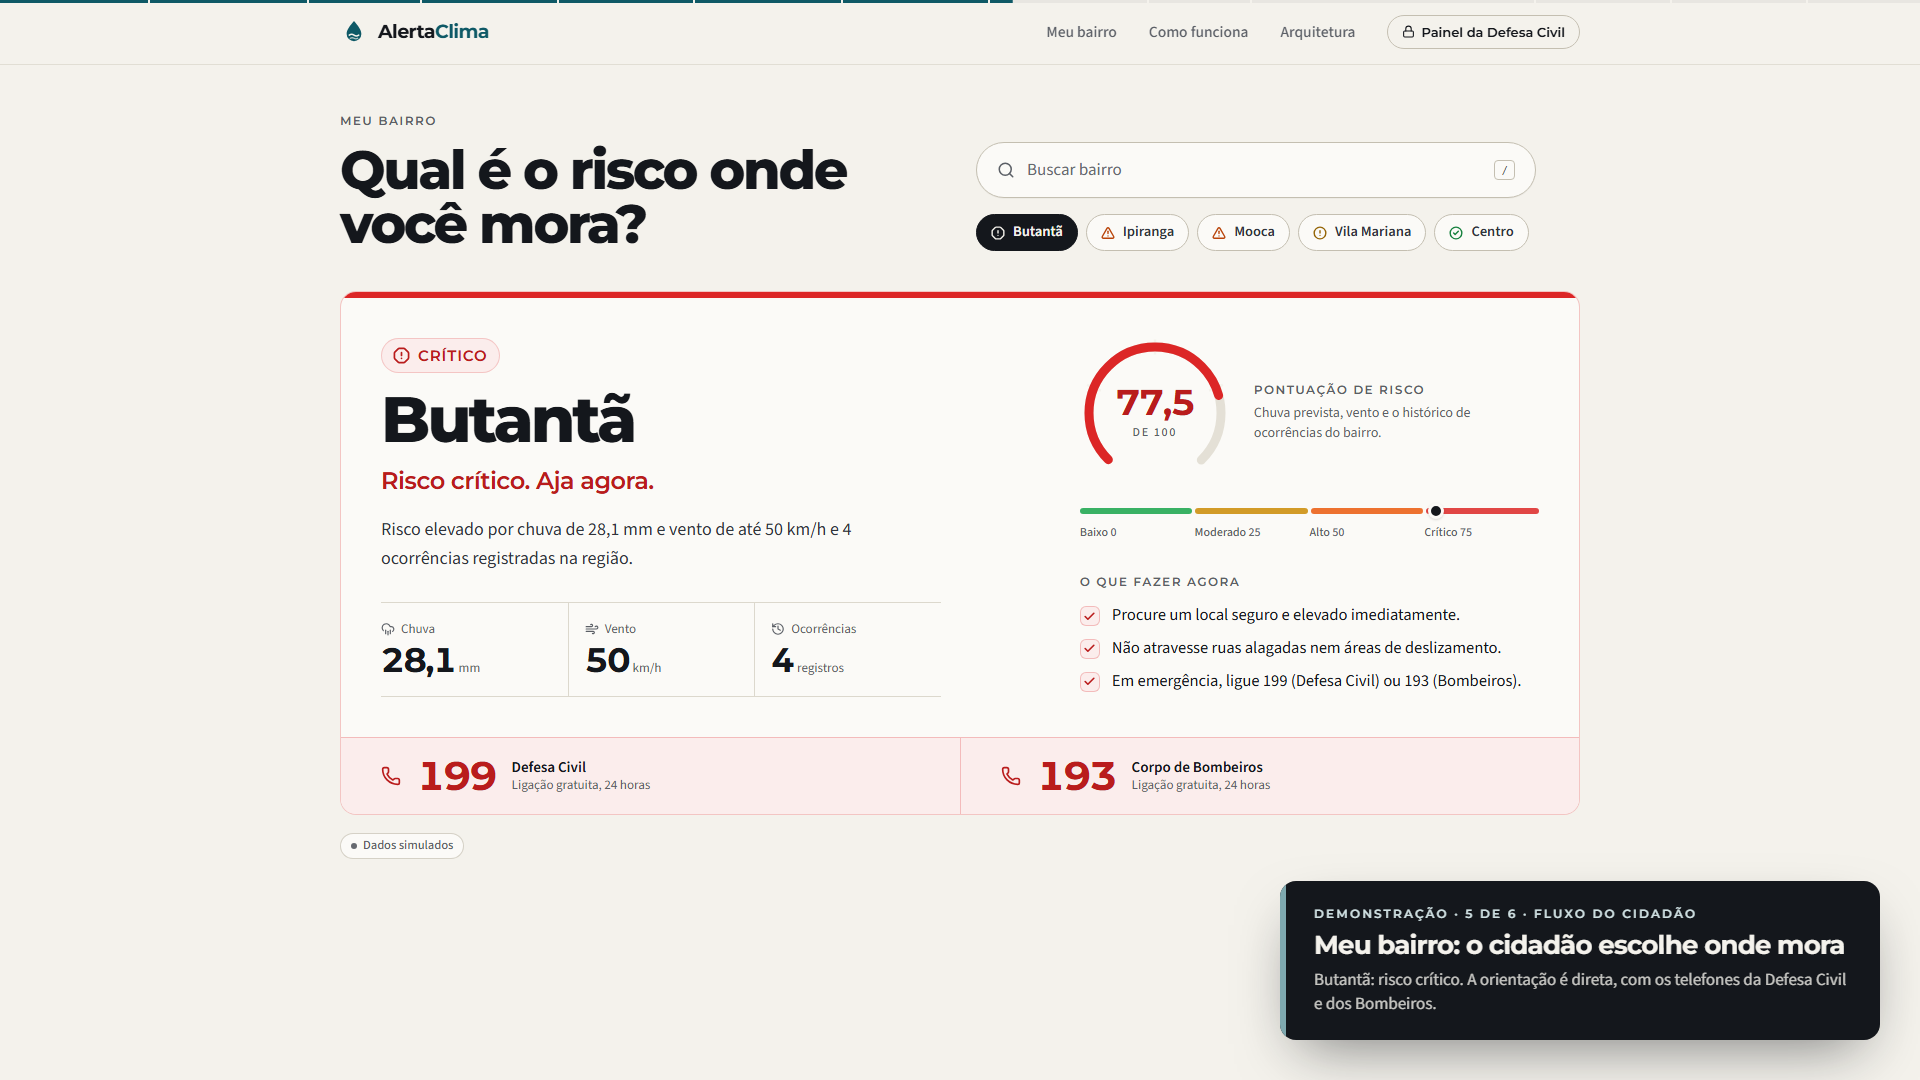 AlertaClima
Meu bairro
Como funciona
Arquitetura
Painel da Defesa Civil
MEU BAIRRO
Qual é o risco onde
você mora?
Buscar bairro
/
Butantã
Ipiranga
Mooca
Vila Mariana
Centro
CRÍTICO
Butantã
Risco crítico. Aja agora.
Risco elevado por chuva de 28,1 mm e vento de até 50 km/h e 4
ocorrências registradas na região.
Chuva
28,1 mm
Vento
50 km/h
Ocorrências
4 registros
77,5
DE 100
PONTUAÇÃO DE RISCO
Chuva prevista, vento e o histórico de
ocorrências do bairro.
Baixo 0
Moderado 25
Alto 50
Crítico 75
O QUE FAZER AGORA
Procure um local seguro e elevado imediatamente.
Não atravesse ruas alagadas nem áreas de deslizamento.
Em emergência, ligue 199 (Defesa Civil) ou 193 (Bombeiros).
199
Defesa Civil
Ligação gratuita, 24 horas
193
Corpo de Bombeiros
Ligação gratuita, 24 horas
Dados simulados
DEMONSTRAÇÃO · 5 DE 6 · FLUXO DO CIDADÃO
Meu bairro: o cidadão escolhe onde mora
Butantã: risco crítico. A orientação é direta, com os telefones da Defesa Civil
e dos Bombeiros.